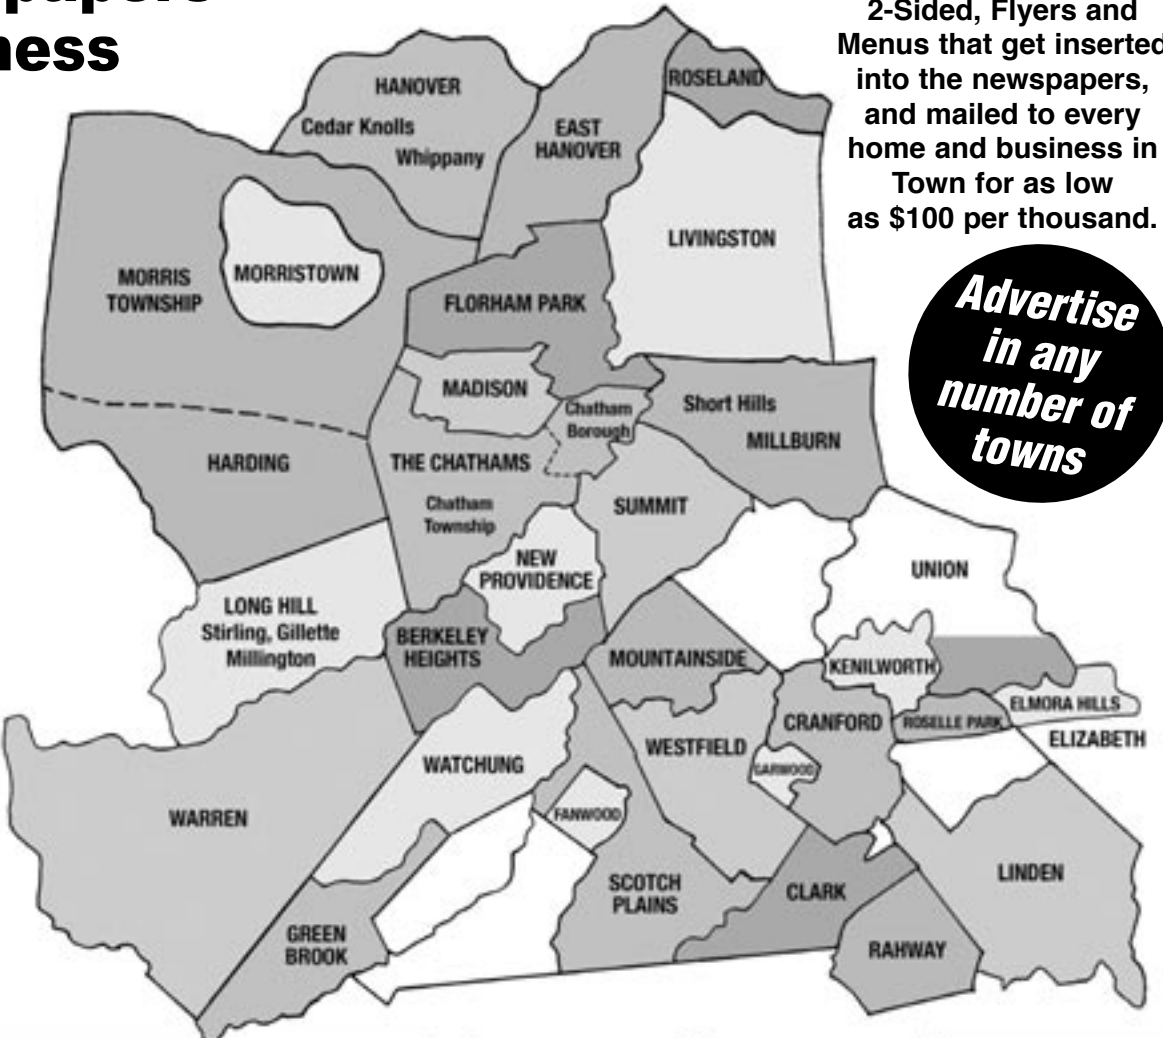 ness
2-Sided, Flyers and
Menus that get inserted
into the newspapers,
and mailed to every
home and business in
Town for as low
as $100 per thousand.
Advertise
in any
number of
towns
HANOVER
Cedar Knolls
Whippany
EAST
HANOVER
ROSELAND
LIVINGSTON
MORRIS
TOWNSHIP
MORRISTOWN
FLORHAM PARK
MADISON
Chatham
Borough
Short Hills
MILLBURN
HARDING
THE CHATHAMS
Chatham
Township
SUMMIT
NEW
PROVIDENCE
UNION
LONG HILL
Stirling, Gillette
Millington
BERKELEY
HEIGHTS
MOUNTAINSIDE
KENILWORTH
ELMORA HILLS
ROSELLE PARK
CRANFORD
ELIZABETH
WESTFIELD
GARWOOD
WATCHUNG
WARREN
FANWOOD
SCOTCH
PLAINS
CLARK
LINDEN
GREEN
BROOK
RAHWAY